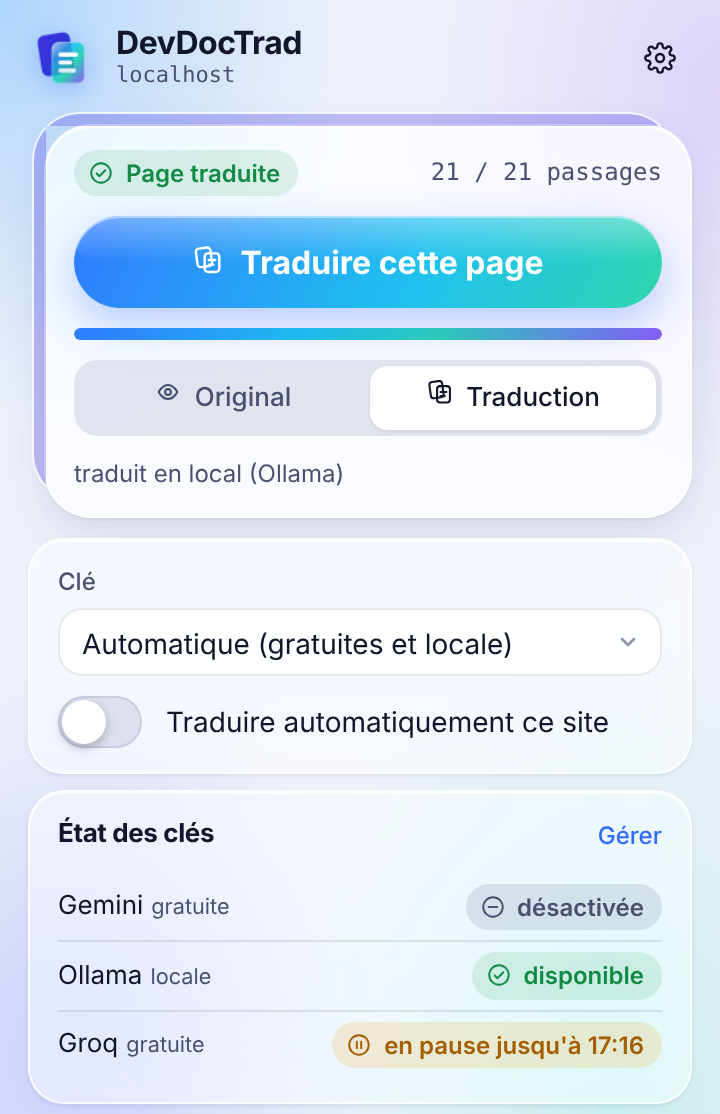 DevDocTrad
localhost
Page traduite
21 / 21 passages
Traduire cette page
Original
Traduction
traduit en local (Ollama)
Clé
Automatique (gratuites et locale)
Traduire automatiquement ce site
État des clés
Gérer
Gemini gratuite
désactivée
Ollama locale
disponible
Groq gratuite
en pause jusqu'à 17:16